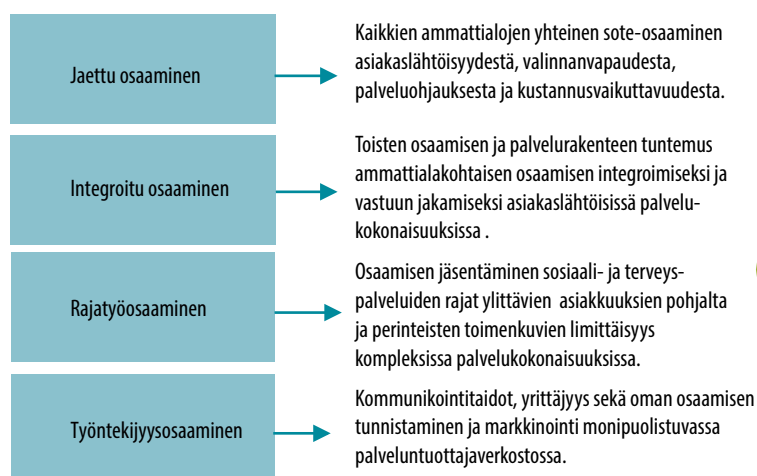 Jaettu osaaminen
Kaikkien ammattialojen yhteinen sote-osaaminen
asiakaslähtöisyydestä, valinnanvapaudesta,
palveluohjauksesta ja kustannusvaikuttavuudesta.
Integroitu osaaminen
Toisten osaamisen ja palvelurakenteen tuntemus
ammattialakohtaisen osaamisen integroimiseksi ja
vastuun jakamiseksi asiakaslähtöisissä palvelu-
kokonaisuuksissa .
Rajatyöosaaminen
Osaamisen jäsentäminen sosiaali- ja terveys-
palveluiden rajat ylittävien asiakkuuksien pohjalta
ja perinteisten toimenkuvien limittäisyys
kompleksissa palvelukokonaisuuksissa.
Työntekijyysosaaminen
Kommunikointitaidot, yrittäjyys sekä oman osaamisen
tunnistaminen ja markkinointi monipuolistuvassa
palveluntuottajaverkostossa.